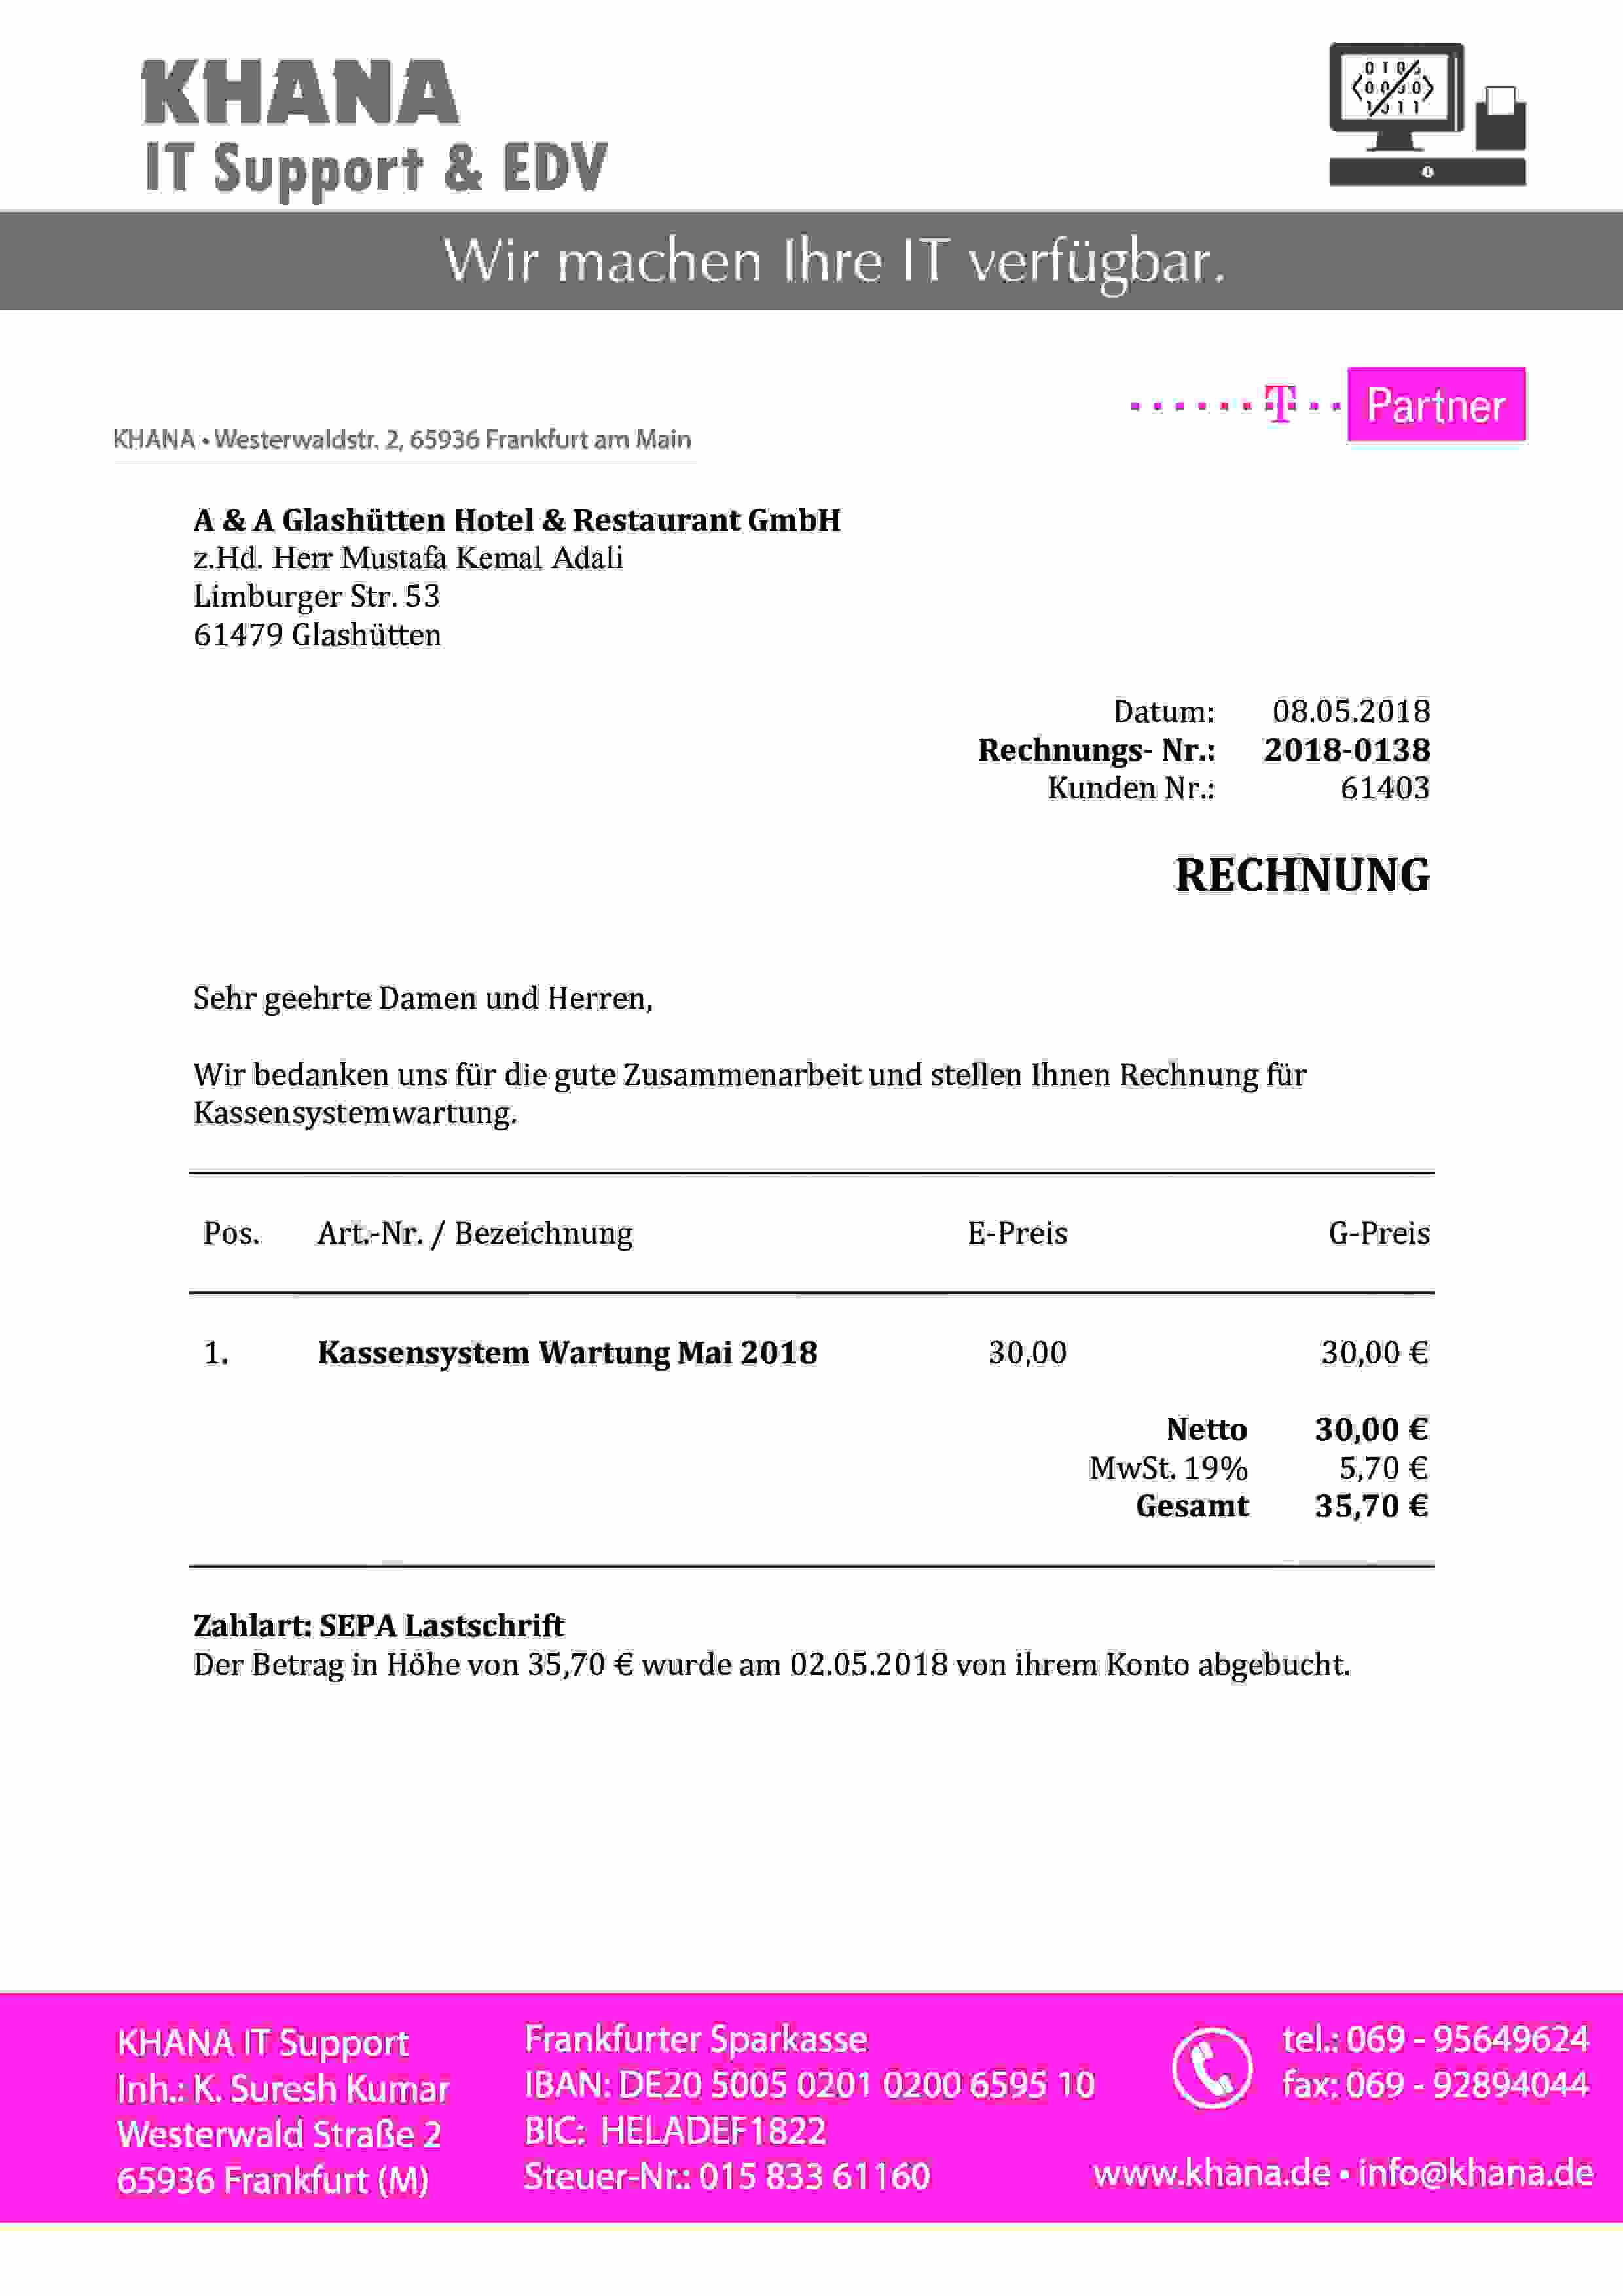 KHANA
IT Support & EDV
Wir machen Ihre IT verfügbar.
T Partner
KHANA • Westerwaldstr. 2, 65936 Frankfurt am Main
A & A Glashütten Hotel & Restaurant GmbH
z.Hd. Herr Mustafa Kemal Adali
Limburger Str. 53
61479 Glashütten
Datum: 08.05.2018
Rechnungs- Nr.: 2018-0138
Kunden Nr.: 61403
RECHNUNG
Sehr geehrte Damen und Herren,
Wir bedanken uns für die gute Zusammenarbeit und stellen Ihnen Rechnung für
Kassensystemwartung.
Pos. Art.-Nr. / Bezeichnung E-Preis G-Preis
1. Kassensystem Wartung Mai 2018 30,00 30,00 €
Netto 30,00 €
MwSt. 19% 5,70 €
Gesamt 35,70 €
Zahlart: SEPA Lastschrift
Der Betrag in Höhe von 35,70 € wurde am 02.05.2018 von ihrem Konto abgebucht.
KHANA IT Support
Inh.: K. Suresh Kumar
Westerwald Straße 2
65936 Frankfurt (M)
Frankfurter Sparkasse
IBAN: DE20 5005 0201 0200 6595 10
BIC: HELADEF1822
Steuer-Nr.: 015 833 61160
tel.: 069 - 95649624
fax: 069 - 92894044
www.khana.de • info@khana.de